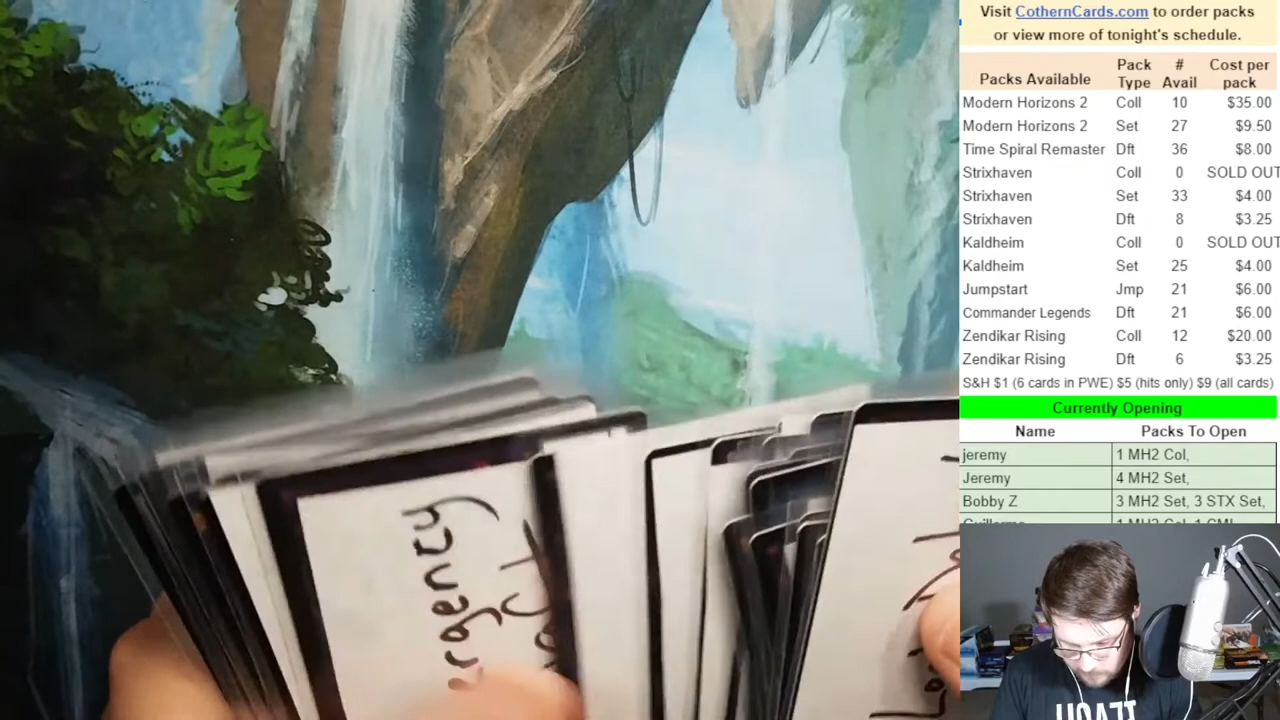 Visit CothernCards.com to order packs
or view more of tonight's schedule.
Packs Available Pack Type # Avail Cost per pack
Modern Horizons 2 Coll 10 $35.00
Modern Horizons 2 Set 27 $9.50
Time Spiral Remaster Dft 36 $8.00
Strixhaven Coll 0 SOLD OUT
Strixhaven Set 33 $4.00
Strixhaven Dft 8 $3.25
Kaldheim Coll 0 SOLD OUT
Kaldheim Set 25 $4.00
Jumpstart Jmp 21 $6.00
Commander Legends Dft 21 $6.00
Zendikar Rising Coll 12 $20.00
Zendikar Rising Dft 6 $3.25
S&H $1 (6 cards in PWE) $5 (hits only) $9 (all cards)
Currently Opening
Name Packs To Open
jeremy 1 MH2 Col,
Jeremy 4 MH2 Set,
Bobby Z 3 MH2 Set, 3 STX Set,